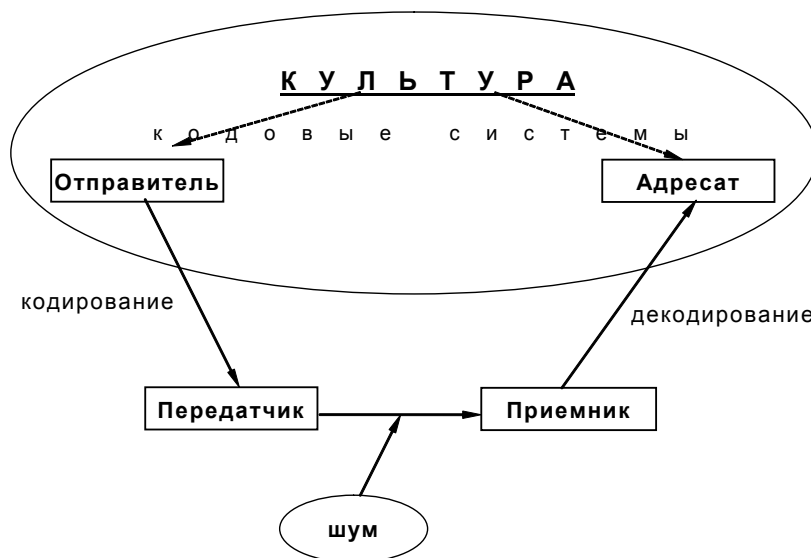 К У Л Ь Т У Р А
к о д о в ы е с и с т е м ы
Отправитель
Адресат
кодирование
декодирование
Передатчик
Приемник
шум